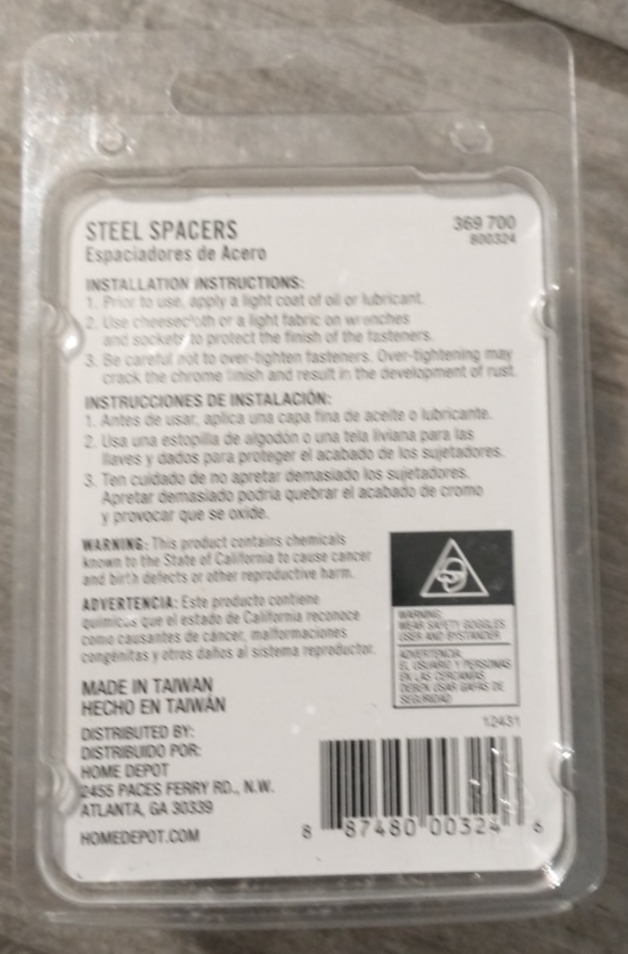 STEEL SPACERS
Espaciadores de Acero
369 700
800324
INSTALLATION INSTRUCTIONS:
1. Prior to use, apply a light coat of oil or lubricant.
2. Use cheesecloth or a light fabric on wrenches
and sockets to protect the finish of the fasteners.
3. Be careful not to over-tighten fasteners. Over-tightening may
crack the chrome finish and result in the development of rust.
INSTRUCCIONES DE INSTALACIÓN:
1. Antes de usar, aplica una capa fina de aceite o lubricante.
2. Usa una estopilla de algodón o una tela liviana para las
llaves y dados para proteger el acabado de los sujetadores.
3. Ten cuidado de no apretar demasiado los sujetadores.
Apretar demasiado podría quebrar el acabado de cromo
y provocar que se oxide.
WARNING: This product contains chemicals
known to the State of California to cause cancer
and birth defects or other reproductive harm.
ADVERTENCIA: Este producto contiene
químicos que el estado de California reconoce
como causantes de cáncer, malformaciones
congénitas y otros daños al sistema reproductor.
WARNING:
WEAR SAFETY GOGGLES
USER AND BYSTANDER
ADVERTENCIA:
EL USUARIO Y PERSONAS
EN LAS CERCANÍAS
DEBEN USAR GAFAS DE
SEGURIDAD
MADE IN TAIWAN
HECHO EN TAIWÁN
DISTRIBUTED BY:
DISTRIBUIDO POR:
HOME DEPOT
2455 PACES FERRY RD., N.W.
ATLANTA, GA 30339
HOMEDEPOT.COM
12431
8 87480 00324 6